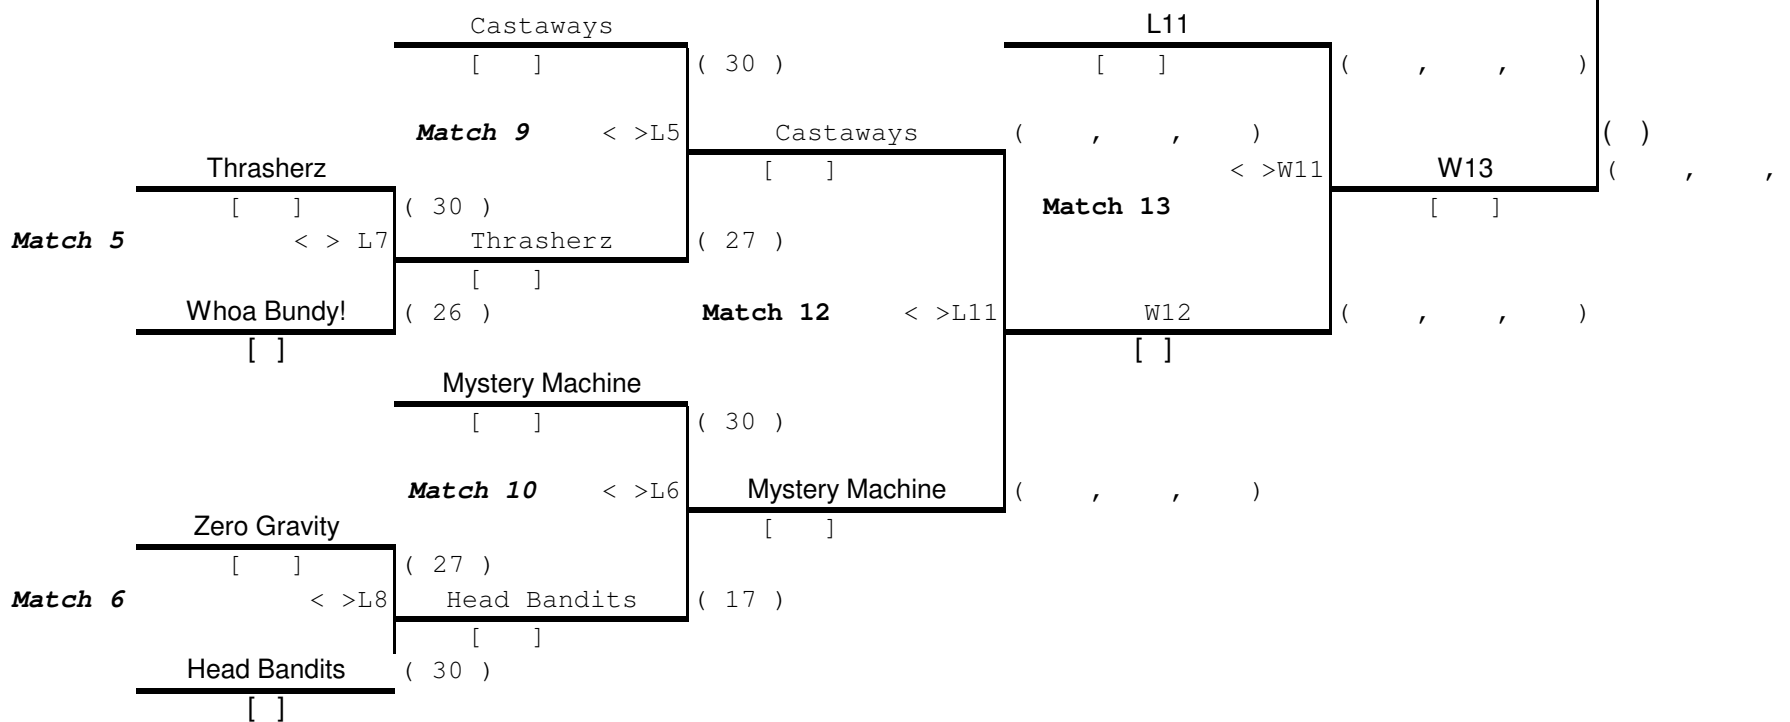 Castaways L11
[ ] ( 30 ) [ ] ( , , )
Match 9 < >L5 Castaways ( , , ) ( )
Thrasherz [ ] < >W11 W13 ( , ,
[ ] ( 30 ) Match 13 [ ]
Match 5 < > L7 Thrasherz ( 27 )
[ ]
Whoa Bundy! ( 26 ) Match 12 < >L11 W12 ( , , )
[ ] [ ]
Mystery Machine
[ ] ( 30 )
Match 10 < >L6 Mystery Machine ( , , )
Zero Gravity [ ]
[ ] ( 27 )
Match 6 < >L8 Head Bandits ( 17 )
[ ]
Head Bandits ( 30 )
[ ]